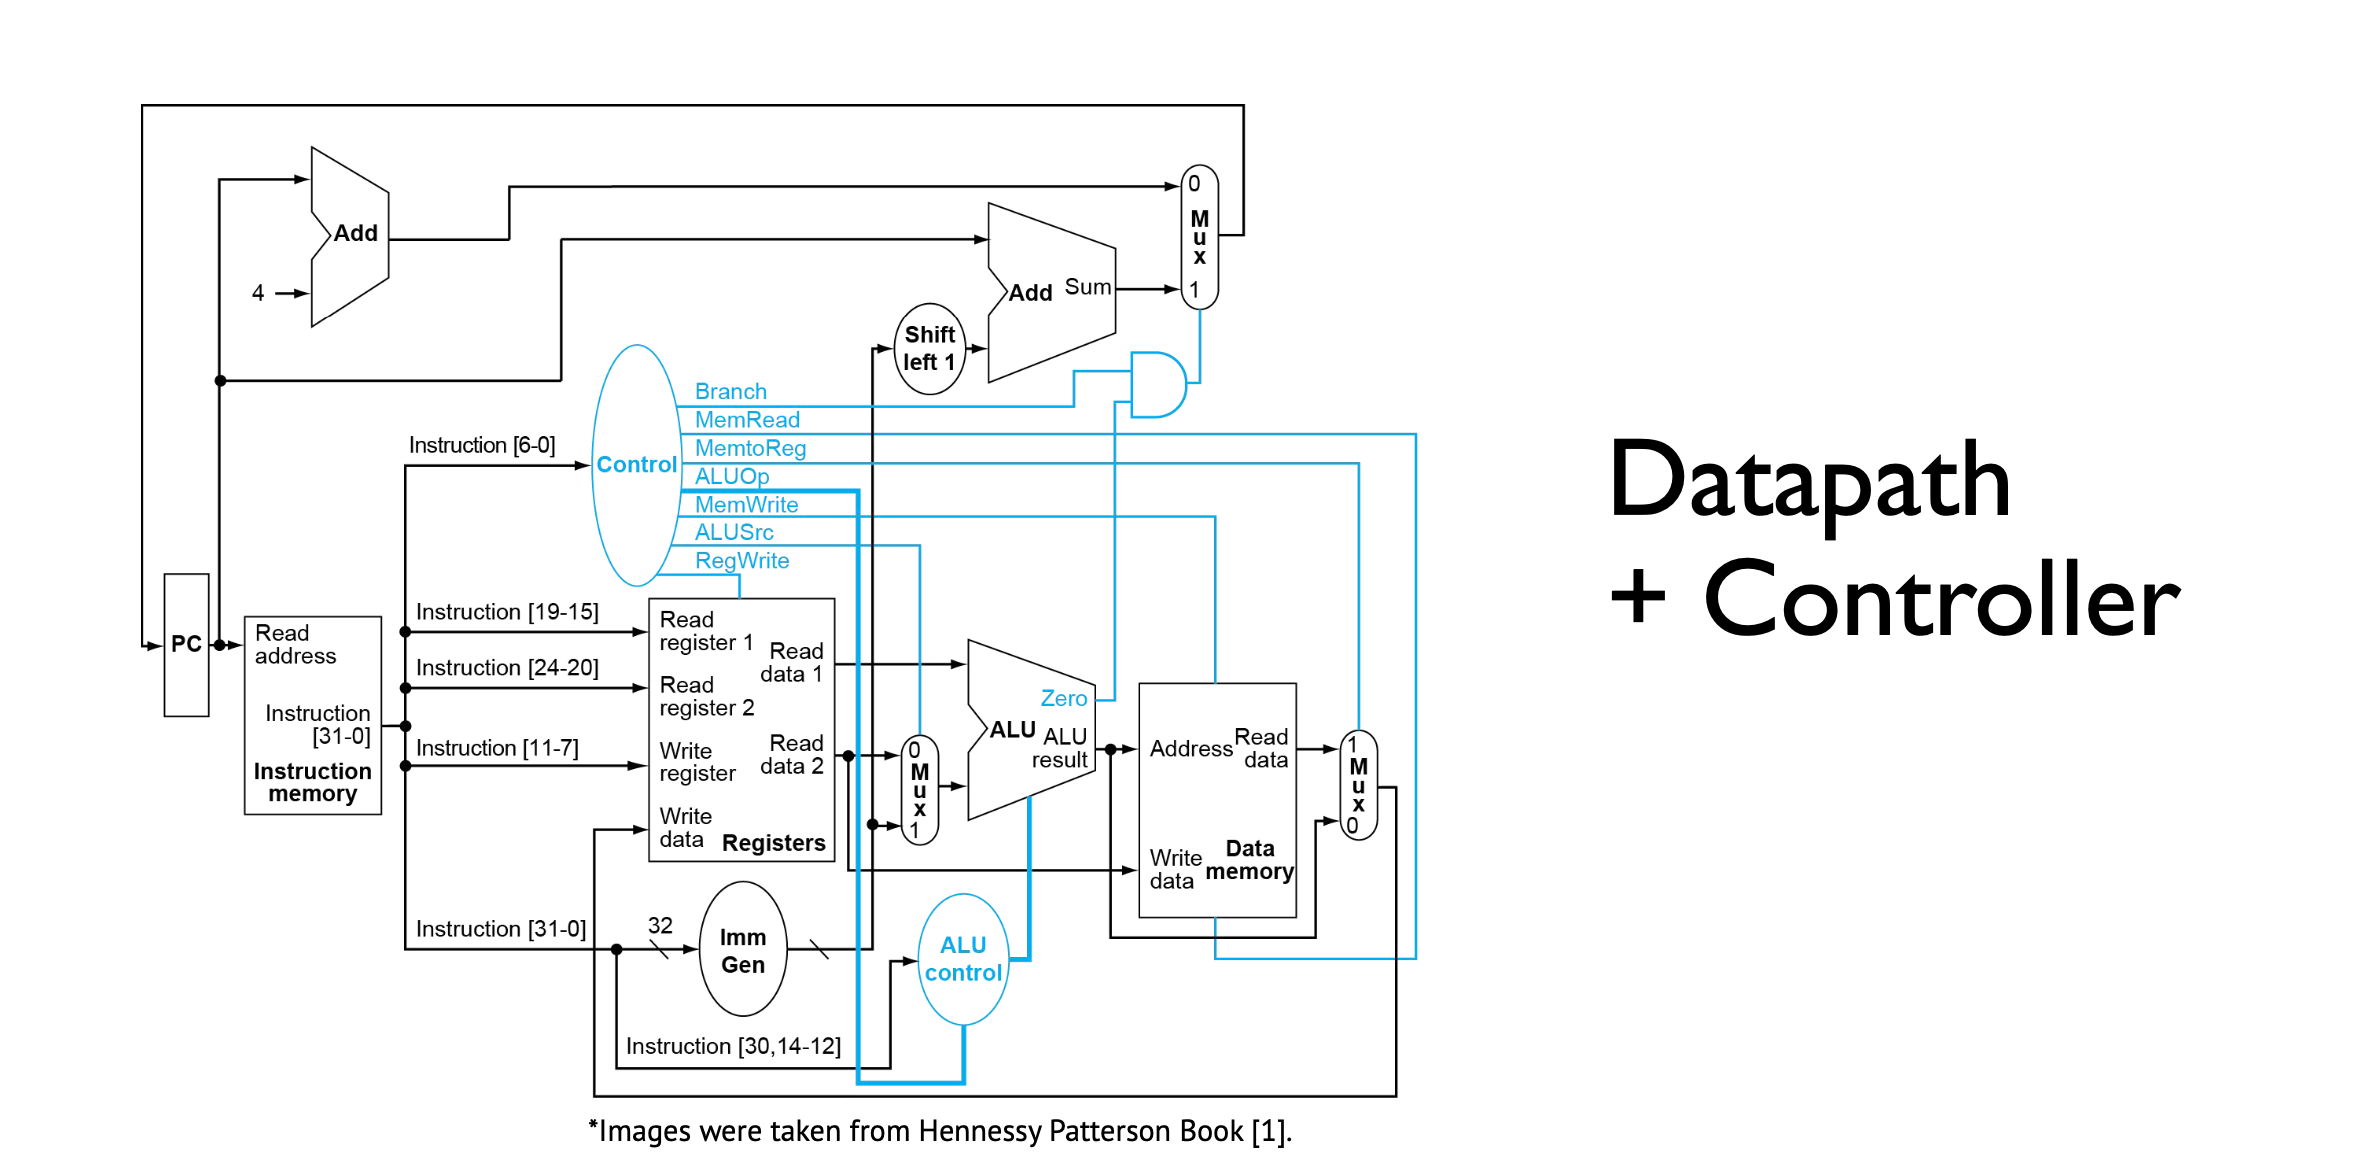 Datapath
+ Controller
0
M
u
x
1
Add
4
Add Sum
Shift
left 1
Branch
MemRead
MemtoReg
ALUOp
MemWrite
ALUSrc
RegWrite
Control
Instruction [6-0]
Instruction [19-15]
Instruction [24-20]
Instruction [11-7]
Instruction [31-0]
PC
Read
address
Instruction
[31-0]
Instruction
memory
Read
register 1
Read
register 2
Write
register
Write
data
Read
data 1
Read
data 2
Registers
0
M
u
x
1
Zero
ALU
ALU
result
Address
Read
data
Write
data
Data
memory
1
M
u
x
0
32
Imm
Gen
ALU
control
Instruction [30,14-12]
*Images were taken from Hennessy Patterson Book [1].